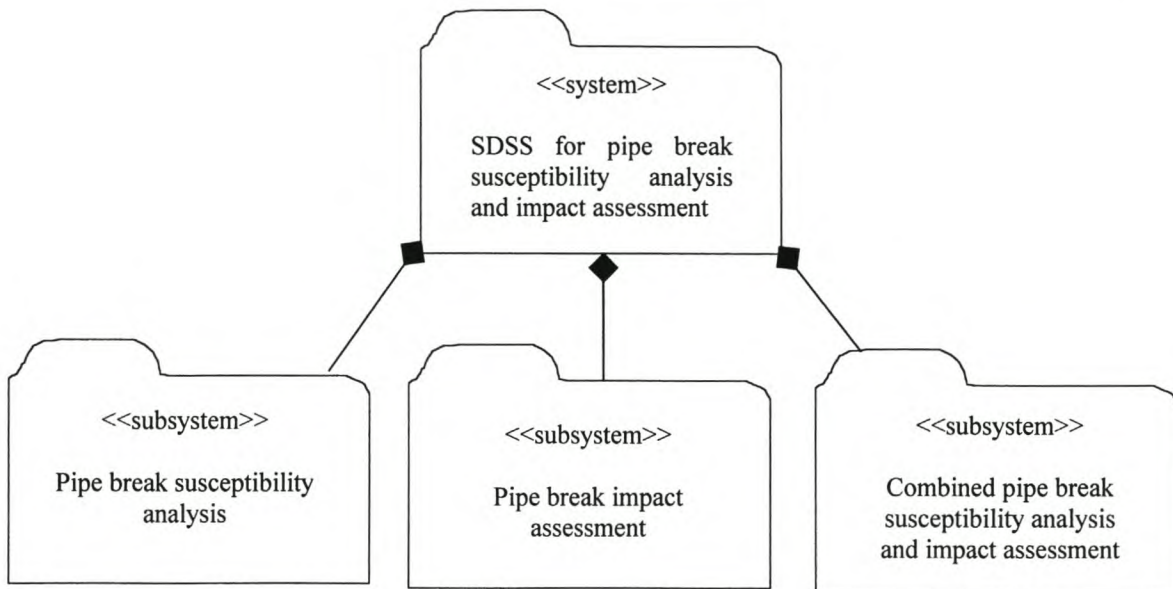 <<system>>
SDSS for pipe break
susceptibility analysis
and impact assessment
<<subsystem>>
Pipe break susceptibility
analysis
<<subsystem>>
Pipe break impact
assessment
<<subsystem>>
Combined pipe break
susceptibility analysis
and impact assessment